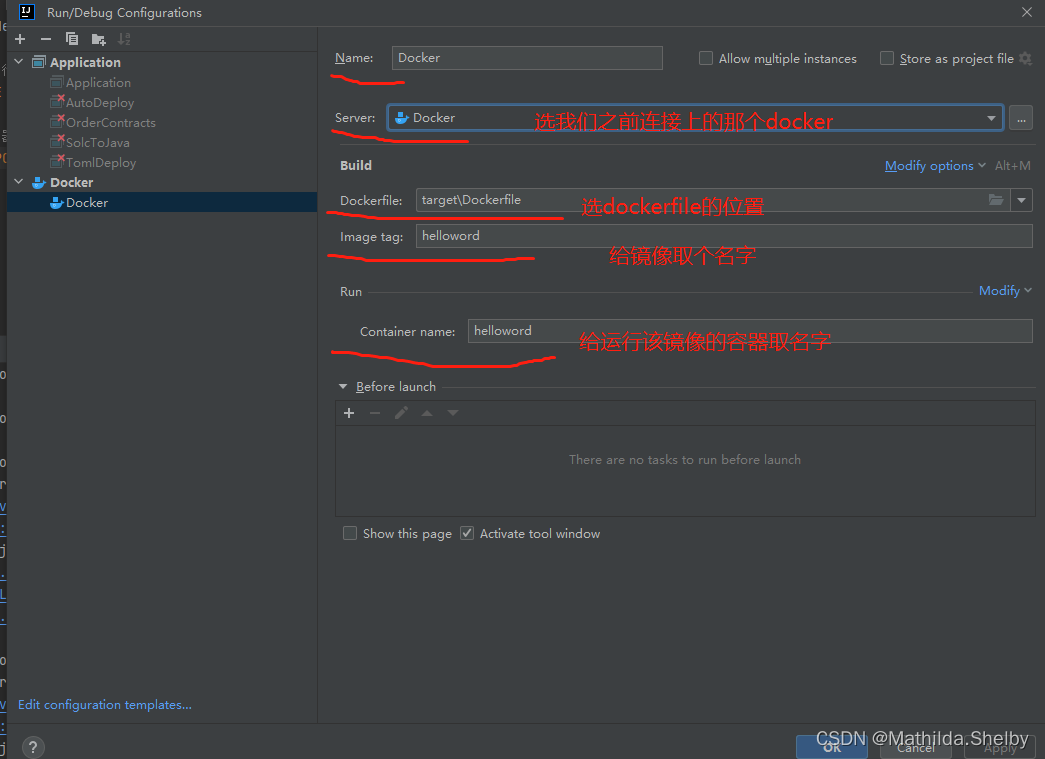 Run/Debug Configurations
Application
Application
AutoDeploy
OrderContracts
SolcToJava
TomlDeploy
Docker
Docker
Edit configuration templates...
Name: Docker Allow multiple instances Store as project file
Server: Docker 选我们之前连接上的那个docker ...
Build Modify options Alt+M
Dockerfile: target\Dockerfile 选dockerfile的位置
Image tag: helloword
给镜像取个名字
Run Modify
Container name: helloword 给运行该镜像的容器取名字
Before launch
There are no tasks to run before launch
Show this page Activate tool window
? OK Cancel Apply
CSDN @Mathilda.Shelby